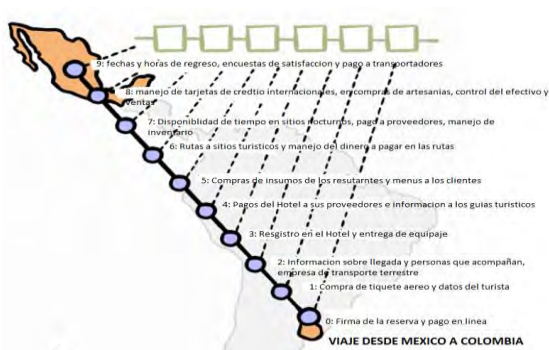 9: fechas y horas de regreso, encuestas de satisfaccion y pago a transportadores
8: manejo de tarjetas de credtio internacionales, en compras de artesanias, control del efectivo y
ventas
7: Disponiblidad de tiempo en sitios nocturnos, pago a proveedores, manejo de
inventario
6: Rutas a sitios turisticos y manejo del dinero a pagar en las rutas
5: Compras de insumos de los resutarntes y menus a los clientes
4: Pagos del Hotel a sus proveedores e informacion a los guias turisticos
3: Resgistro en el Hotel y entrega de equipaje
2: Informacion sobre llegada y personas que acompañan,
empresa de transporte terrestre
1: Compra de tiquete aereo y datos del turista
0: Firma de la reserva y pago en linea
VIAJE DESDE MEXICO A COLOMBIA